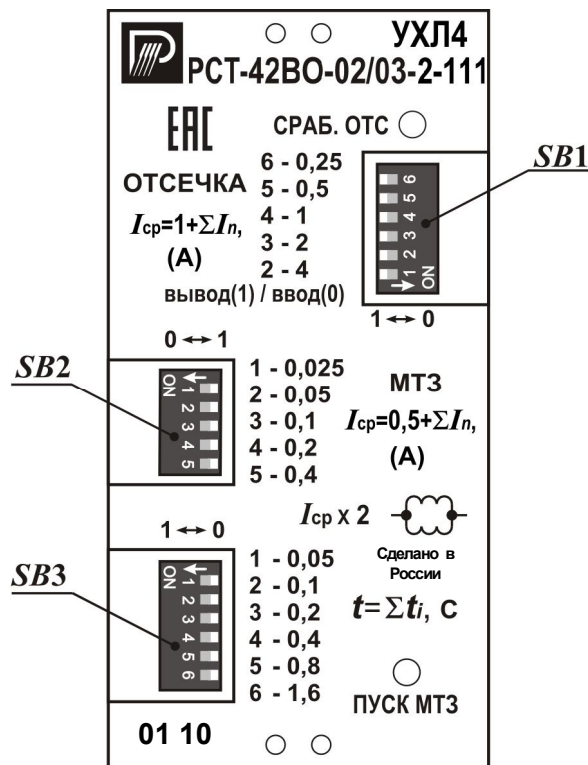 УХЛ4
РСТ-42ВО-02/03-2-111
ЕАС
СРАБ. ОТС
ОТСЕЧКА
Iср=1+ΣIn,
(А)
6 - 0,25
5 - 0,5
4 - 1
3 - 2
2 - 4
вывод(1) / ввод(0)
1 2 3 4 5 6
ON
1 ↔ 0
SB1
0 ↔ 1
SB2
ON
1 2 3 4 5
1 - 0,025
2 - 0,05
3 - 0,1
4 - 0,2
5 - 0,4
МТЗ
Iср=0,5+ΣIn,
(А)
Iср х 2
Сделано в
России
1 ↔ 0
SB3
ON
1 2 3 4 5 6
1 - 0,05
2 - 0,1
3 - 0,2
4 - 0,4
5 - 0,8
6 - 1,6
t=Σti, С
ПУСК МТЗ
01 10